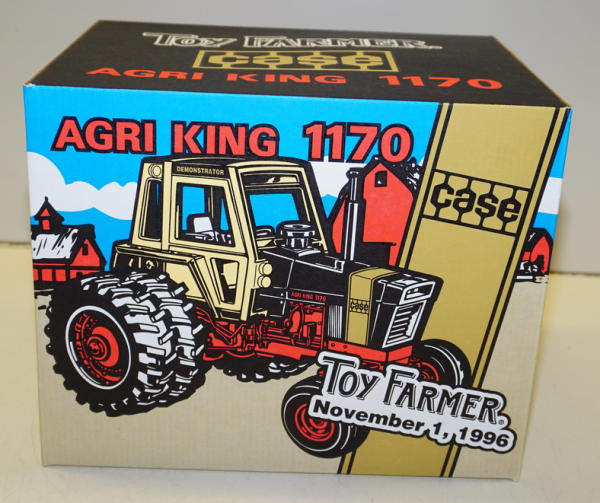 TOY FARMER®
case
AGRI KING 1170
AGRI KING 1170
DEMONSTRATOR
case
AGRI KING 1170
case
TOY FARMER®
November 1, 1996